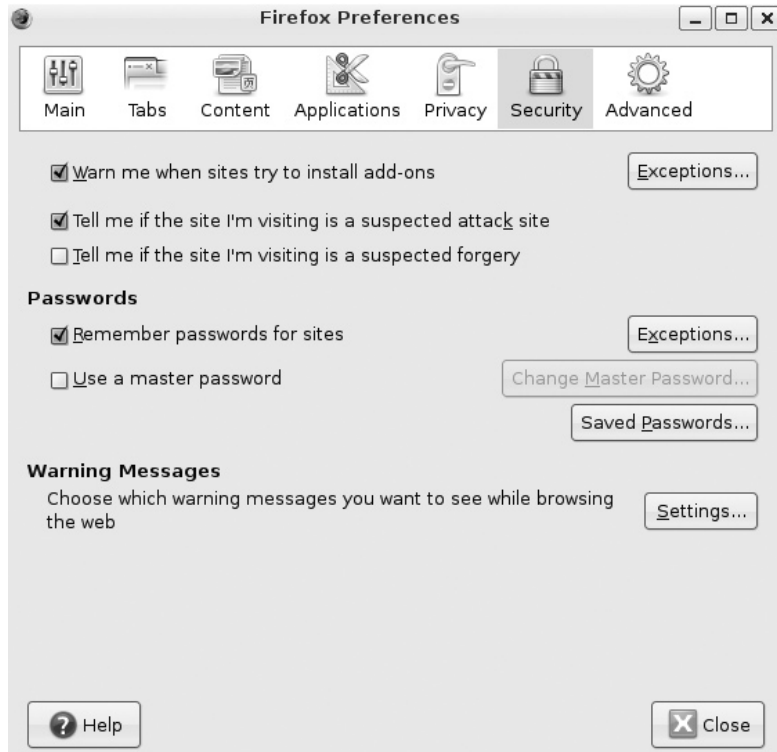 Firefox Preferences
Main Tabs Content Applications Privacy Security Advanced
Warn me when sites try to install add-ons Exceptions...
Tell me if the site I'm visiting is a suspected attack site
Tell me if the site I'm visiting is a suspected forgery
Passwords
Remember passwords for sites Exceptions...
Use a master password Change Master Password...
Saved Passwords...
Warning Messages
Choose which warning messages you want to see while browsing
the web Settings...
Help Close